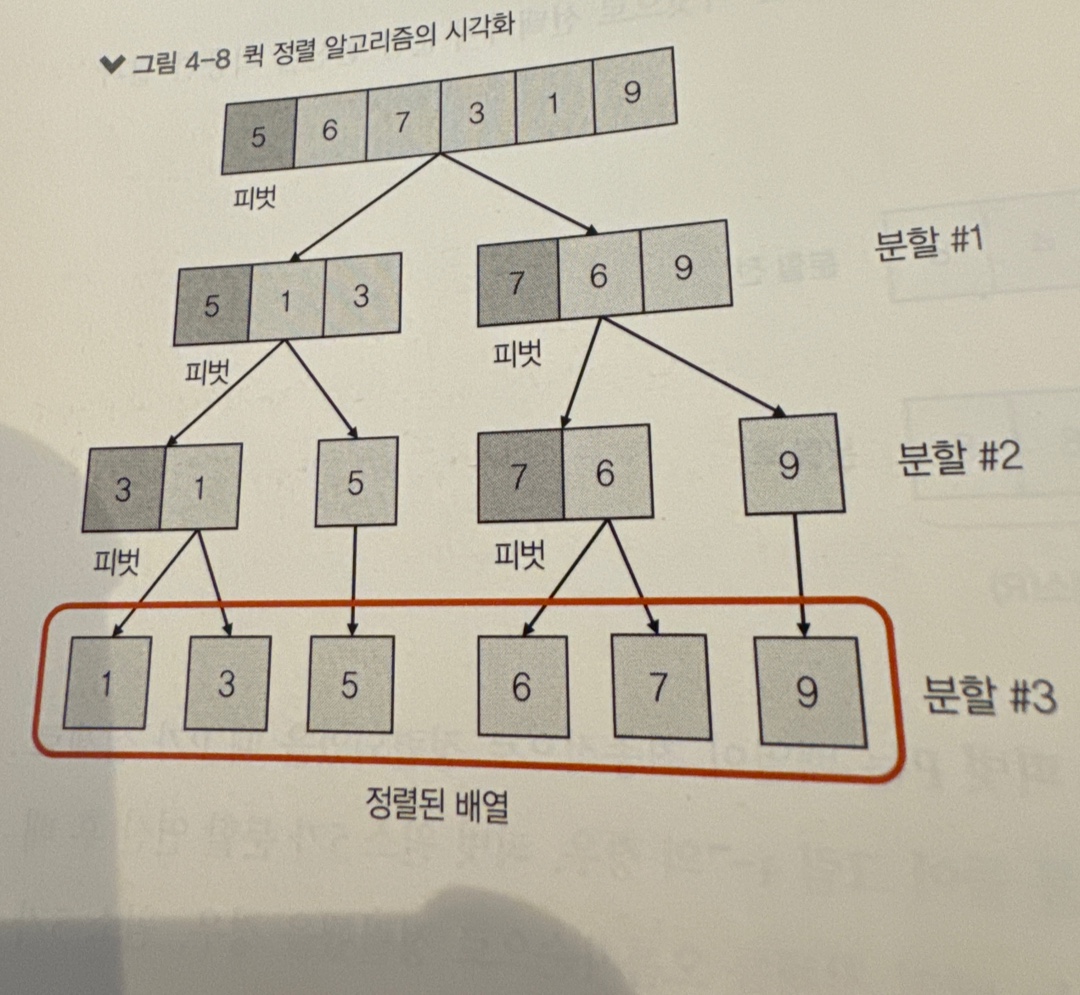 그림 4-8 퀵 정렬 알고리즘의 시각화
5 6 7 3 1 9
피벗
분할 #1
5 1 3 7 6 9
피벗 피벗
분할 #2
3 1 5 7 6 9
피벗 피벗
1 3 5 6 7 9
분할 #3
정렬된 배열